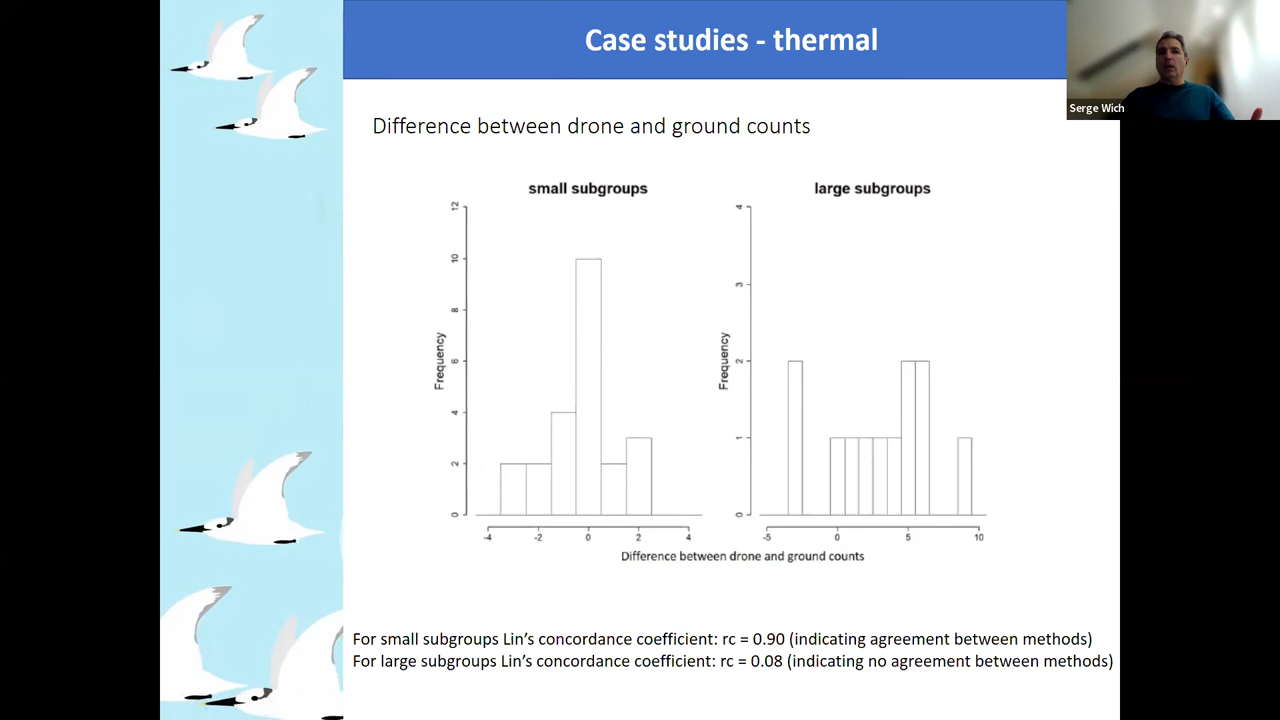 Case studies - thermal
Serge Wich
Difference between drone and ground counts
small subgroups
large subgroups
12
10
8
6
4
2
0
Frequency
-4
-2
0
2
4
4
3
2
1
0
Frequency
-5
0
5
10
Difference between drone and ground counts
For small subgroups Lin's concordance coefficient: rc = 0.90 (indicating agreement between methods)
For large subgroups Lin's concordance coefficient: rc = 0.08 (indicating no agreement between methods)